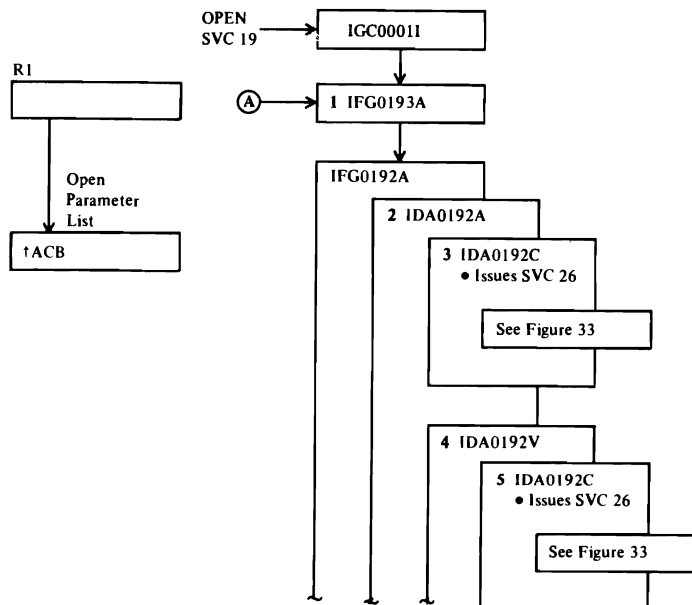 OPEN
SVC 19
IGC0001I
R1
A
1 IFG0193A
Open
Parameter
List
↑ACB
IFG0192A
2 IDA0192A
3 IDA0192C
• Issues SVC 26
See Figure 33
4 IDA0192V
5 IDA0192C
• Issues SVC 26
See Figure 33